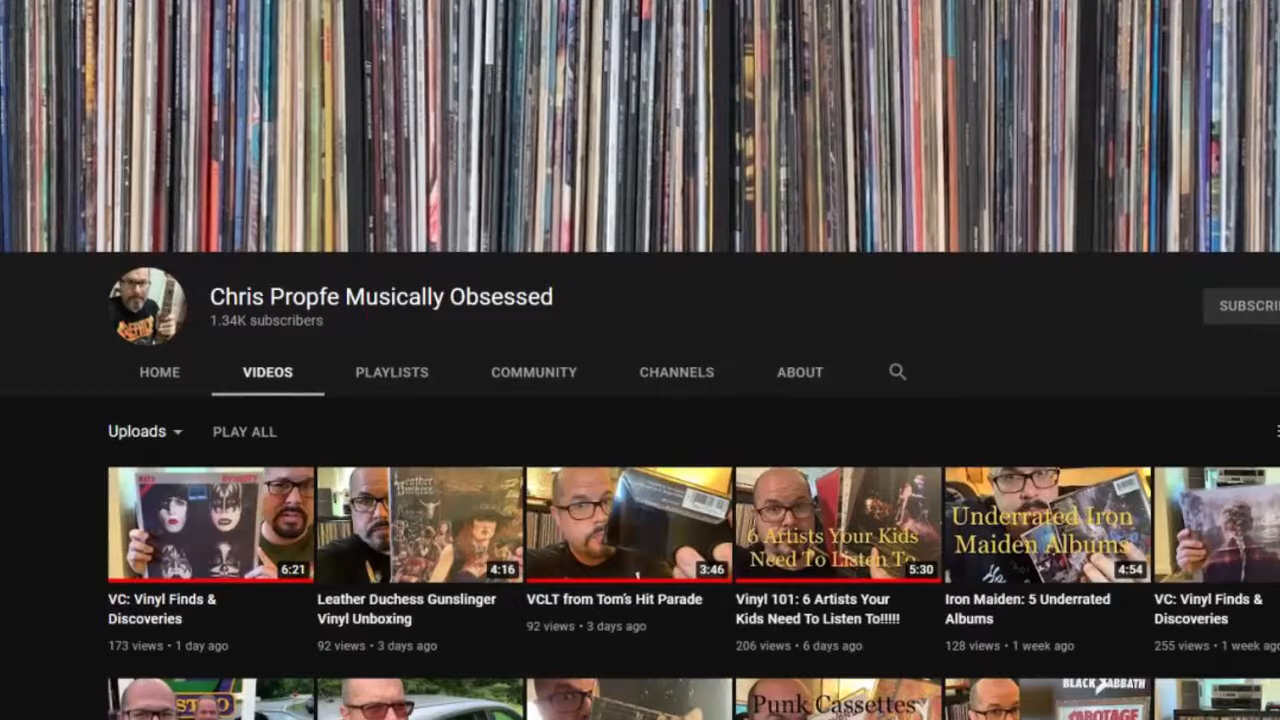 Chris Propfe Musically Obsessed
1.34K subscribers
HOME
VIDEOS
PLAYLISTS
COMMUNITY
CHANNELS
ABOUT
Uploads
PLAY ALL
KISS
DYNASTY
6:21
Leather
Duchess
4:16
3:46
6 Artists Your Kids
Need To Listen To
5:30
Underrated Iron
Maiden Albums
4:54
VC: Vinyl Finds &
Discoveries
173 views • 1 day ago
Leather Duchess Gunslinger
Vinyl Unboxing
92 views • 3 days ago
VCLT from Tom's Hit Parade
92 views • 3 days ago
Vinyl 101: 6 Artists Your
Kids Need To Listen To!!!!!
206 views • 6 days ago
Iron Maiden: 5 Underrated
Albums
128 views • 1 week ago
VC: Vinyl Finds &
Discoveries
255 views • 1 week
Punk Cassettes
BLACK SABBATH
SABOTAGE